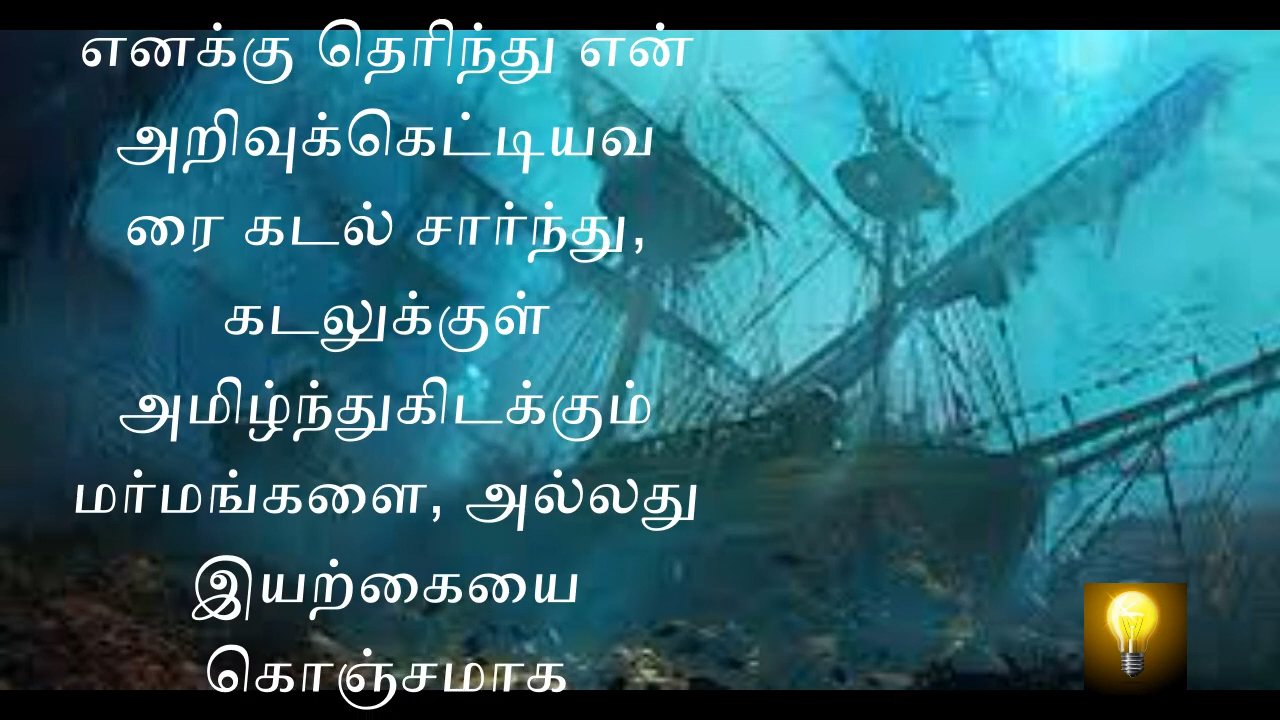 எனக்கு தெரிந்து என்
அறிவுக்கெட்டியவ
ரை கடல் சார்ந்து,
கடலுக்குள்
அமிழ்ந்துகிடக்கும்
மர்மங்களை, அல்லது
இயற்கையை
கொஞ்சமாக